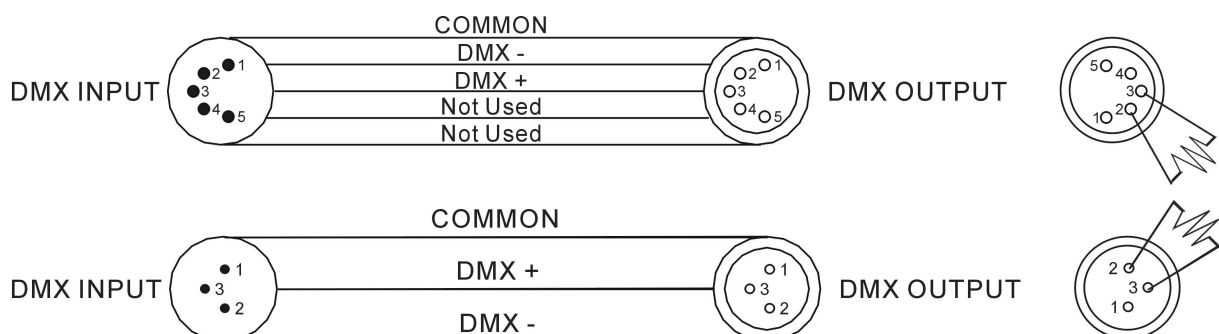 COMMON
DMX -
DMX INPUT
DMX +
DMX OUTPUT
Not Used
Not Used
1
2
3
4
5
1
2
3
4
5
5
4
3
2
1
COMMON
DMX INPUT
DMX +
DMX OUTPUT
DMX -
1
3
2
1
3
2
2
3
1